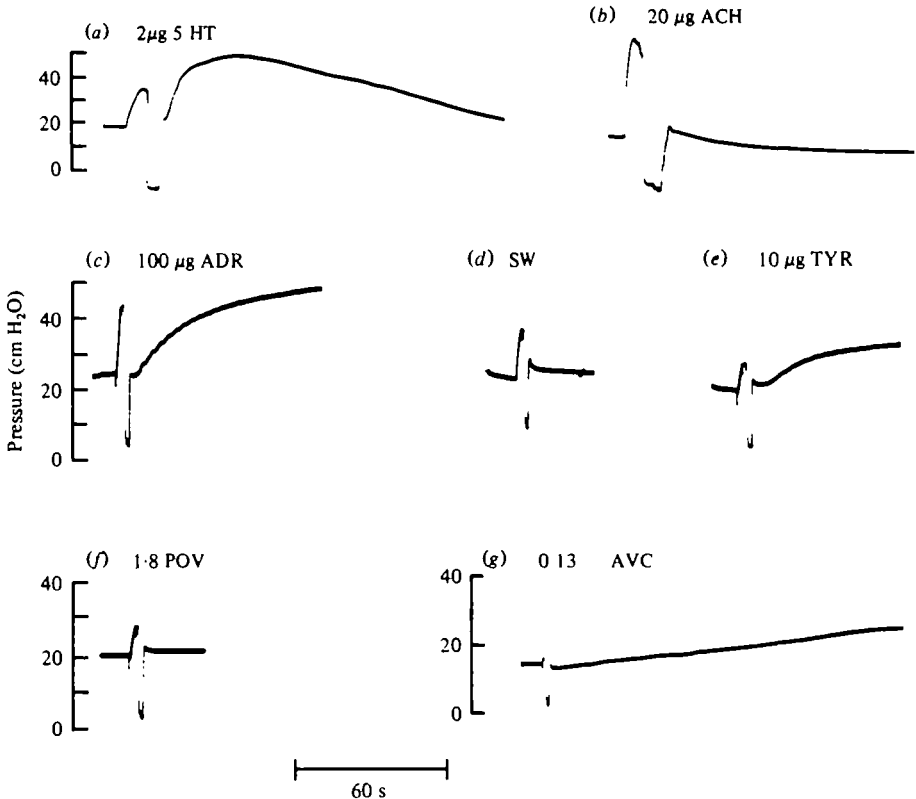 (a) 2μg 5 HT
(b) 20 μg ACH
40
20
0
(c) 100 μg ADR
(d) SW
(e) 10 μg TYR
Pressure (cm H₂O)
40
20
0
(f) 1·8 POV
(g) 0 13 AVC
40
20
0
40
20
0
60 s